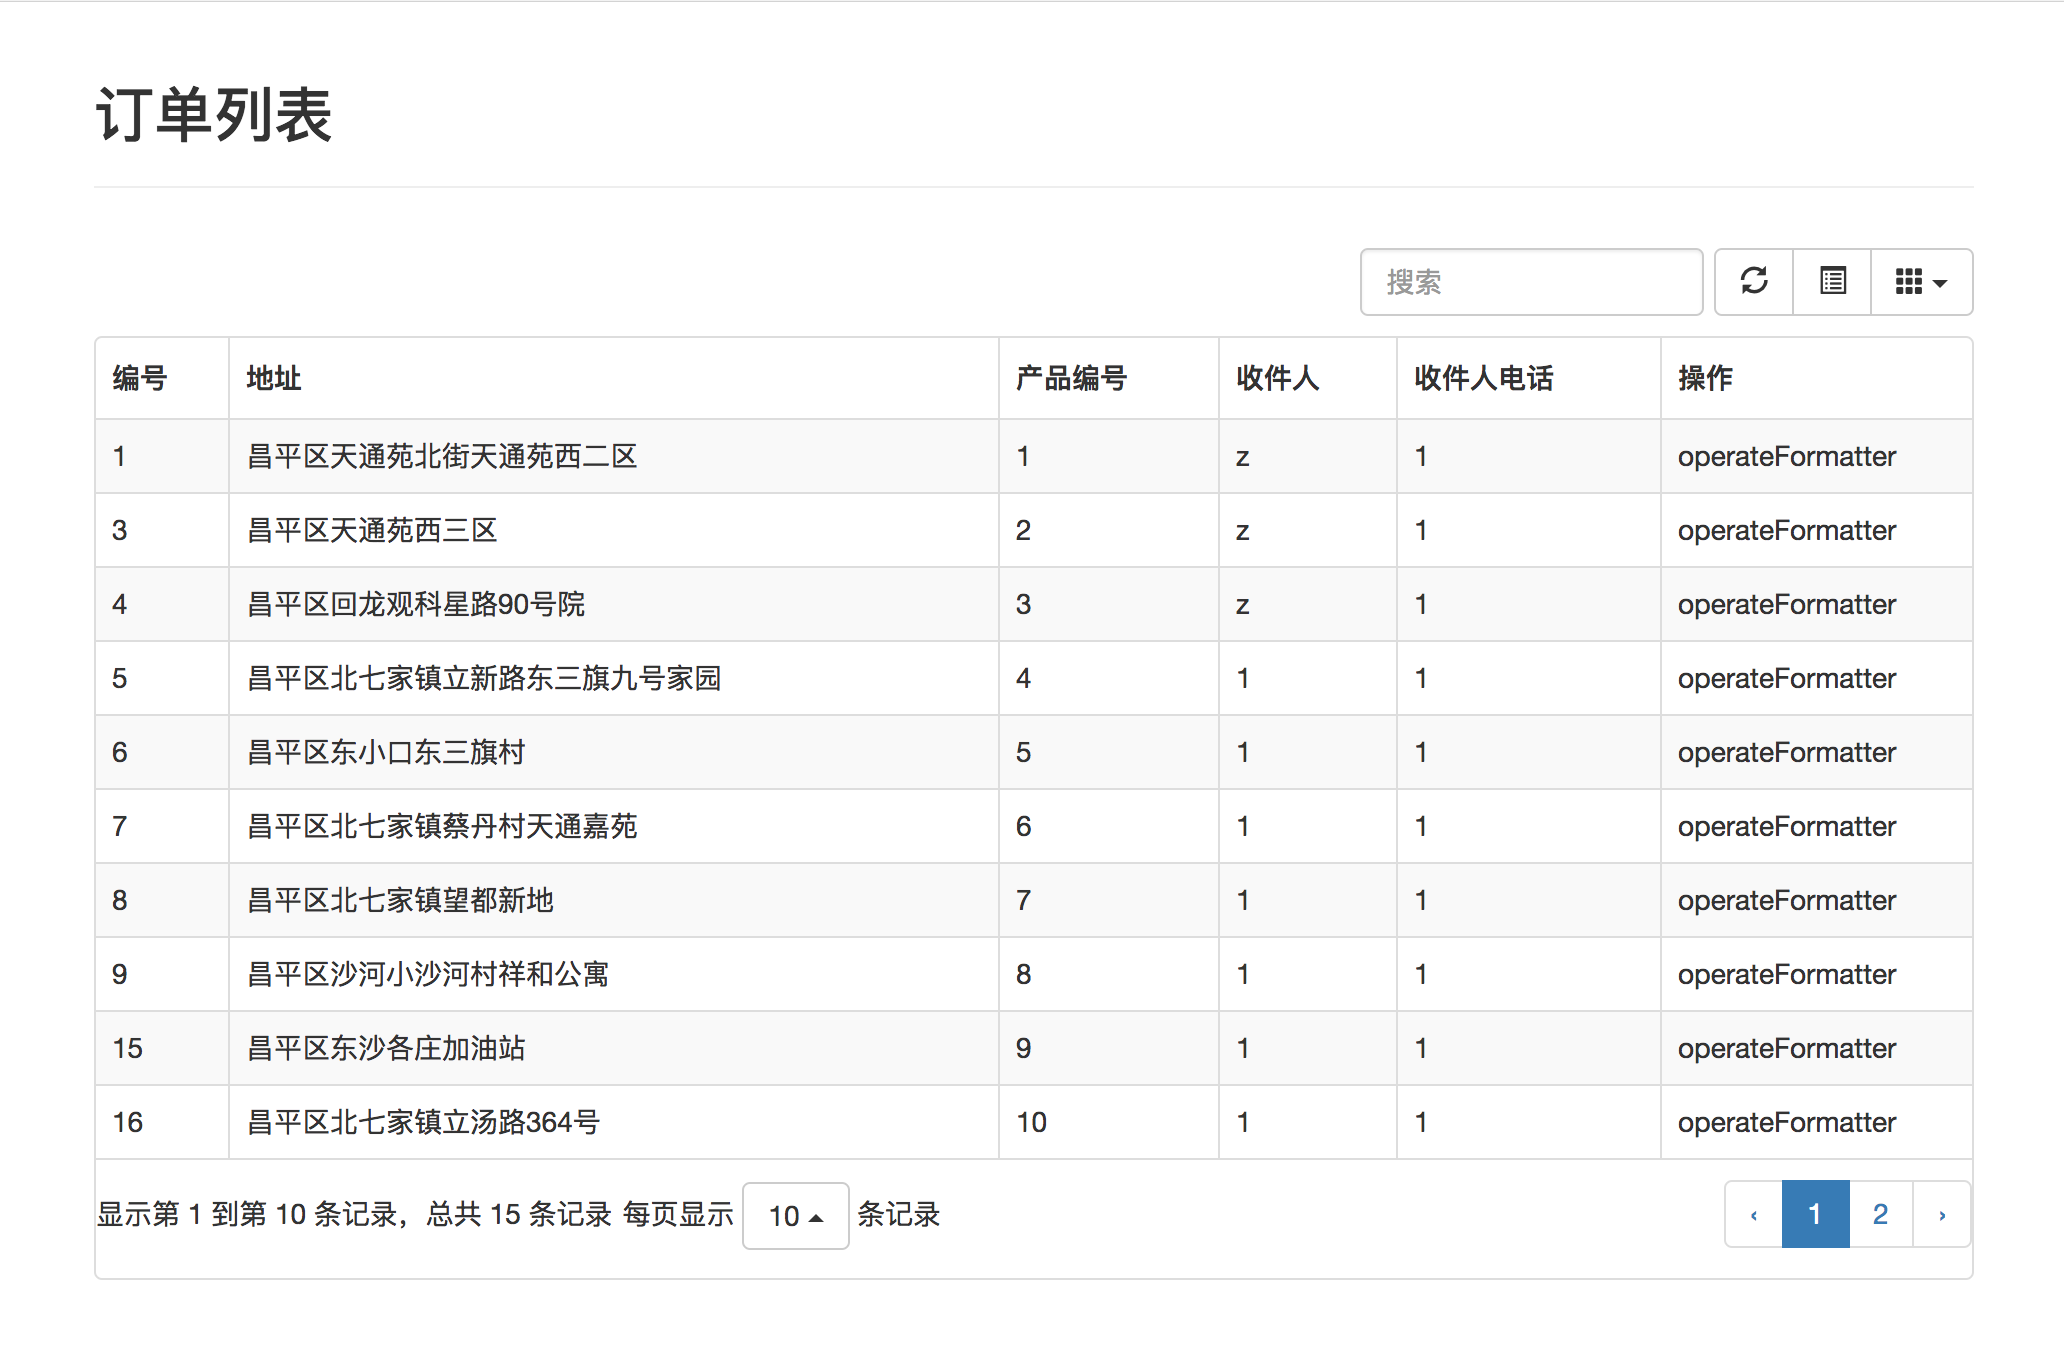 订单列表
搜索
编号 地址 产品编号 收件人 收件人电话 操作
1 昌平区天通苑北街天通苑西二区 1 z 1 operateFormatter
3 昌平区天通苑西三区 2 z 1 operateFormatter
4 昌平区回龙观科星路90号院 3 z 1 operateFormatter
5 昌平区北七家镇立新路东三旗九号家园 4 1 1 operateFormatter
6 昌平区东小口东三旗村 5 1 1 operateFormatter
7 昌平区北七家镇蔡丹村天通嘉苑 6 1 1 operateFormatter
8 昌平区北七家镇望都新地 7 1 1 operateFormatter
9 昌平区沙河小沙河村祥和公寓 8 1 1 operateFormatter
15 昌平区东沙各庄加油站 9 1 1 operateFormatter
16 昌平区北七家镇立汤路364号 10 1 1 operateFormatter
显示第 1 到第 10 条记录，总共 15 条记录 每页显示 10 条记录 ‹ 1 2 ›